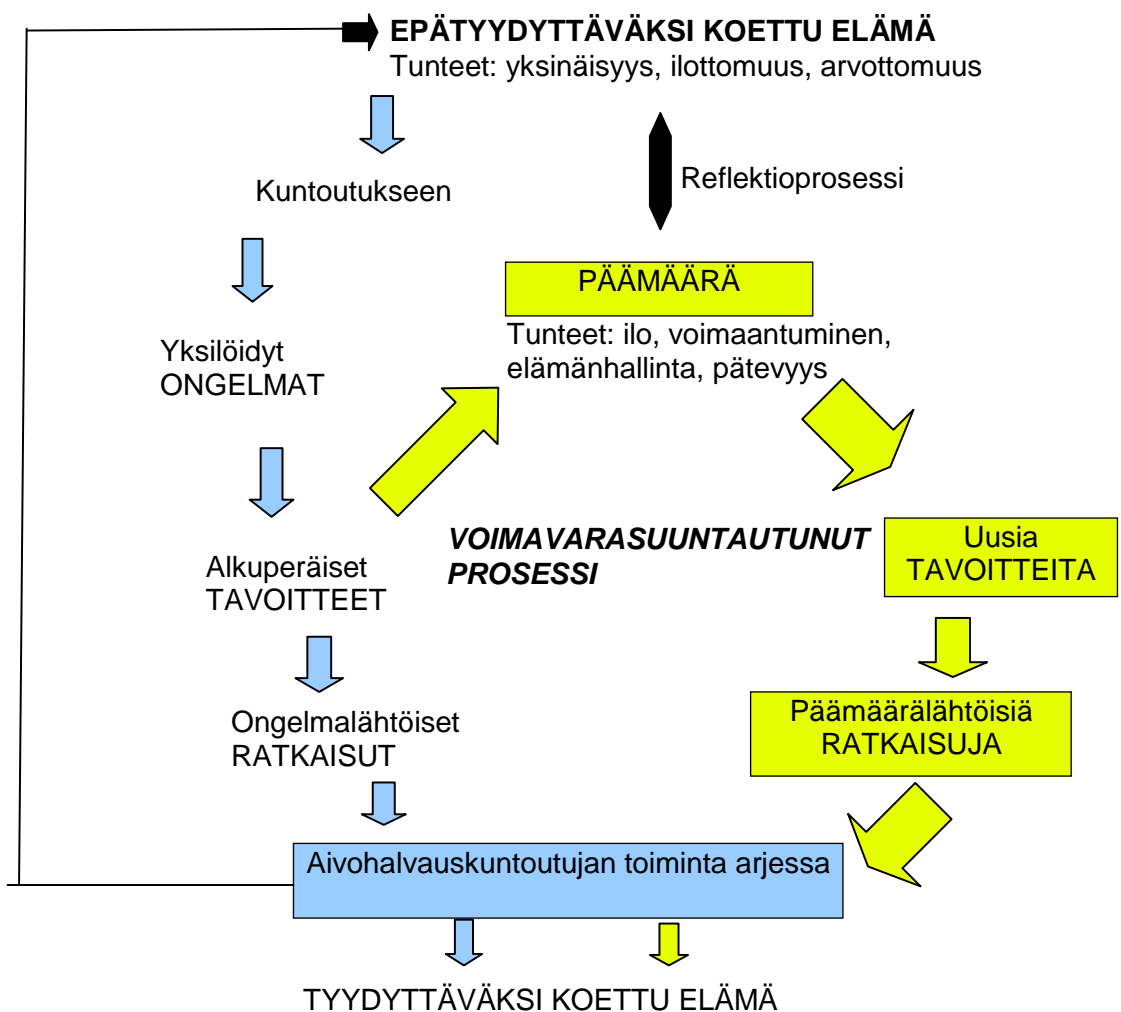 EPÄTYYDYTTÄVÄKSI KOETTU ELÄMÄ
Tunteet: yksinäisyys, ilottomuus, arvottomuus
Kuntoutukseen
Reflektioprosessi
PÄÄMÄÄRÄ
Tunteet: ilo, voimaantuminen,
elämänhallinta, pätevyys
Yksilöidyt
ONGELMAT
VOIMAVARASUUNTAUTUNUT
PROSESSI
Uusia
TAVOITTEITA
Alkuperäiset
TAVOITTEET
Päämäärälähtöisiä
RATKAISUJA
Ongelmalähtöiset
RATKAISUT
Aivohalvauskuntoutujan toiminta arjessa
TYYDYTTÄVÄKSI KOETTU ELÄMÄ